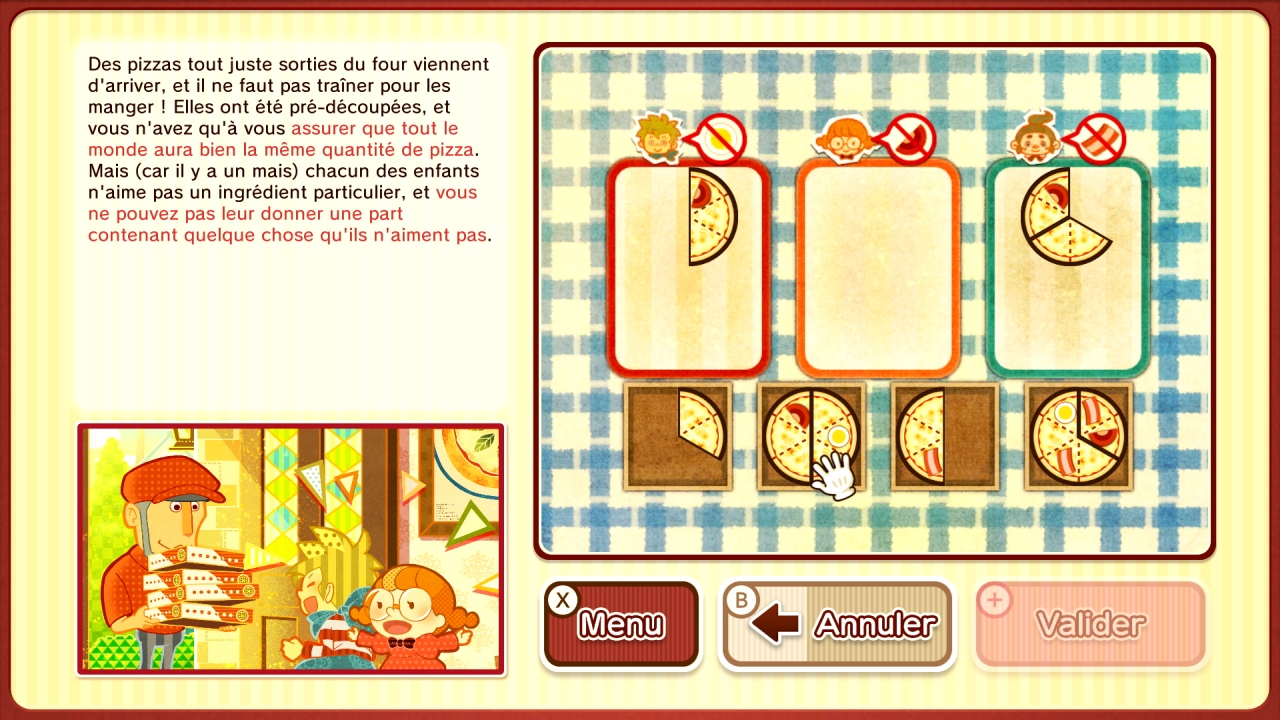 Des pizzas tout juste sorties du four viennent
d'arriver, et il ne faut pas traîner pour les
manger ! Elles ont été pré-découpées, et
vous n'avez qu'à vous assurer que tout le
monde aura bien la même quantité de pizza.
Mais (car il y a un mais) chacun des enfants
n'aime pas un ingrédient particulier, et vous
ne pouvez pas leur donner une part
contenant quelque chose qu'ils n'aiment pas.
X Menu
B Annuler
+ Valider